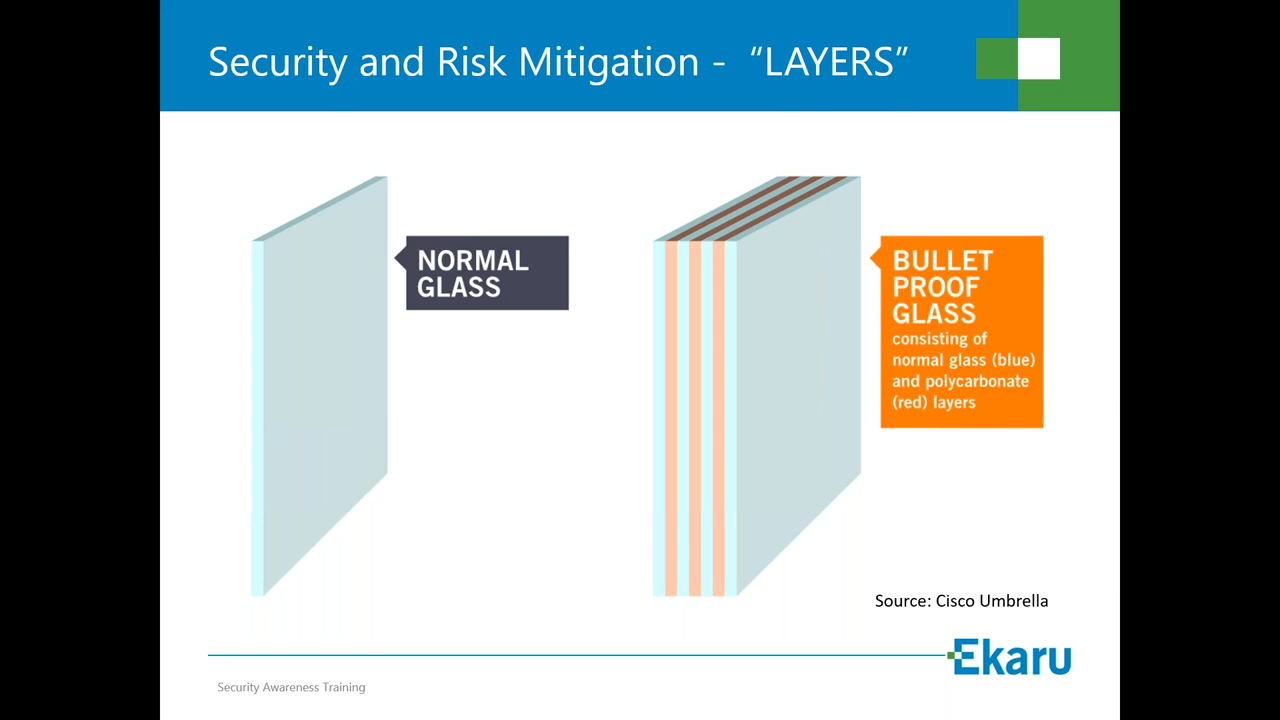 Security and Risk Mitigation - “LAYERS”
NORMAL
GLASS
BULLET
PROOF
GLASS
consisting of
normal glass (blue)
and polycarbonate
(red) layers
Source: Cisco Umbrella
Ekaru
Security Awareness Training